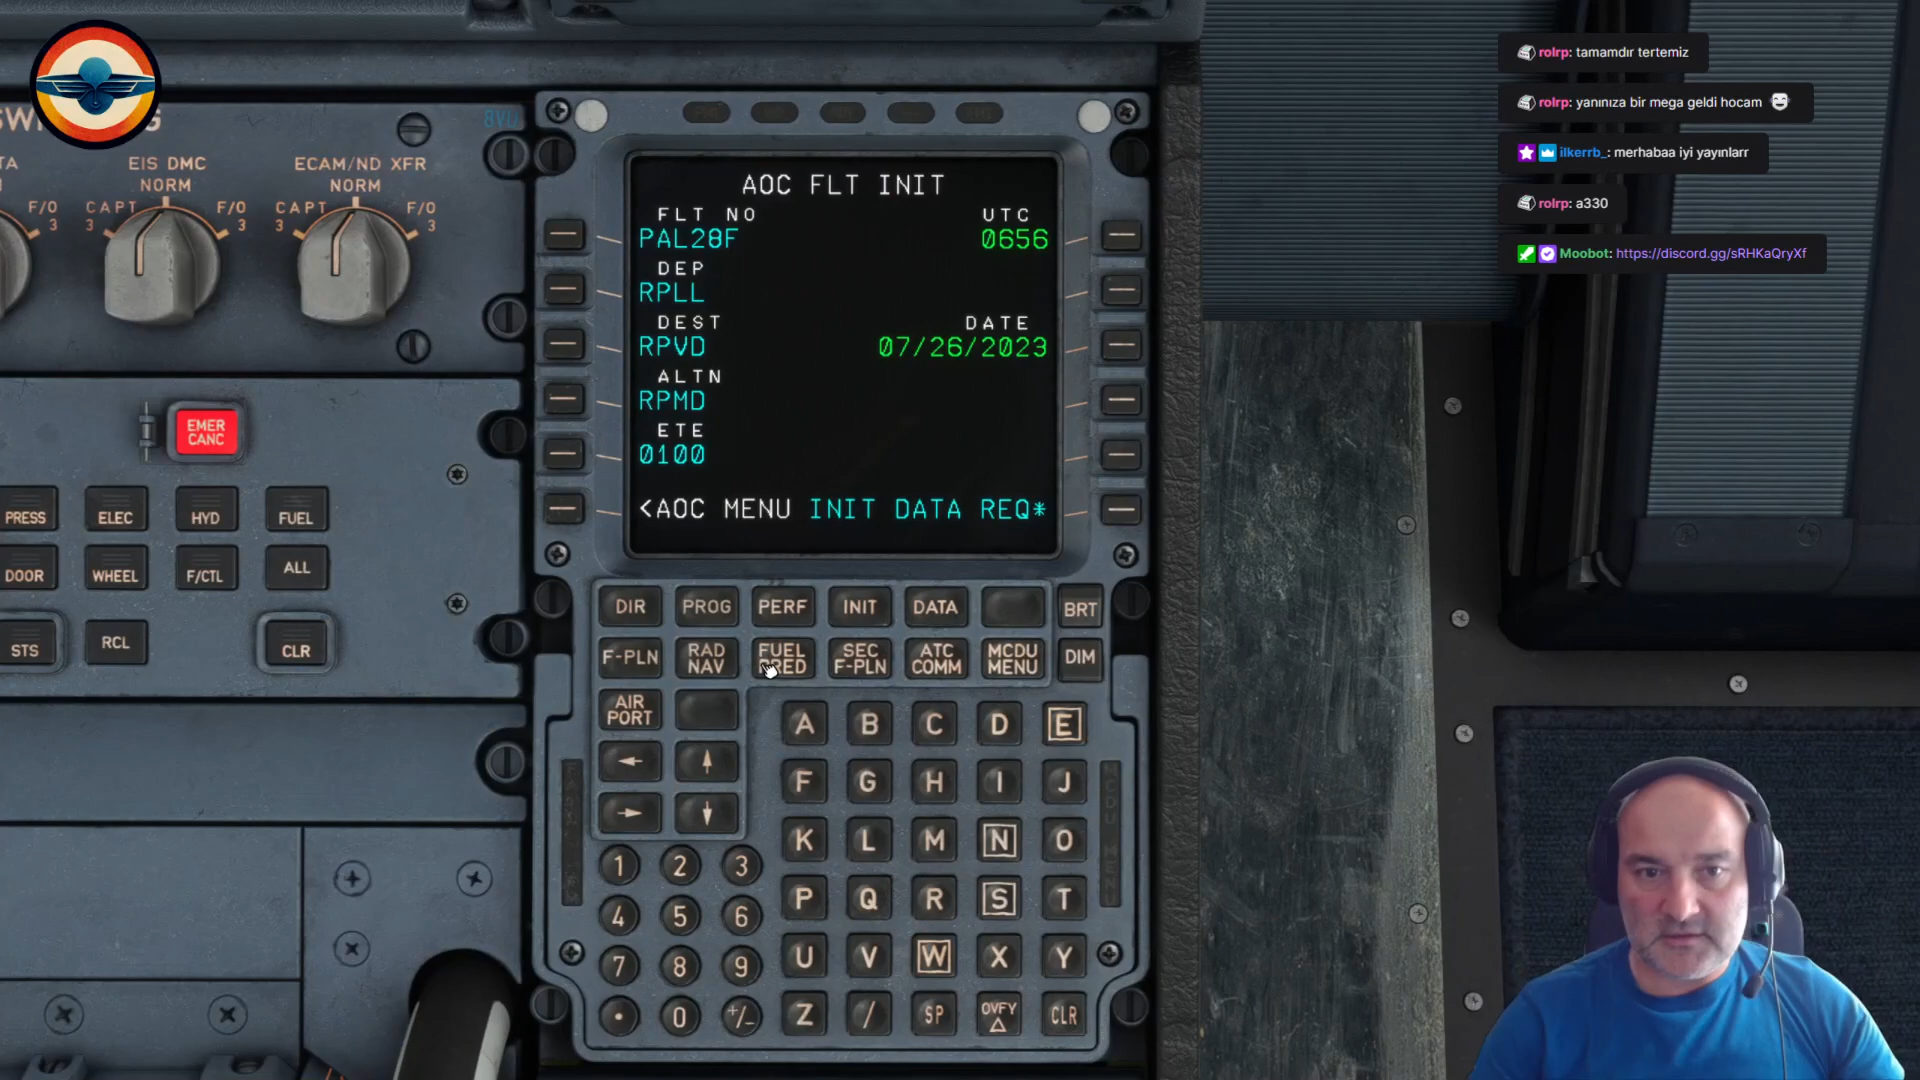 rolrp: tamamdır tertemiz
rolrp: yanınıza bir mega geldi hocam
ilkerrb_: merhabaa iyi yayınlarr
rolrp: a330
Moobot: https://discord.gg/sRHKaQryXf
8VU
EIS DMC
NORM
CAPT 3
F/O 3
ECAM/ND XFR
NORM
CAPT 3
F/O 3
F/O 3
EMER CANC
PRESS
ELEC
HYD
FUEL
DOOR
WHEEL
F/CTL
ALL
STS
RCL
CLR
AOC FLT INIT
FLT NO UTC
PAL28F 0656
DEP
RPLL
DEST DATE
RPVD 07/26/2023
ALTN
RPMD
ETE
0100
<AOC MENU INIT DATA REQ*
DIR PROG PERF INIT DATA BRT
F-PLN RAD NAV FUEL SEC F-PLN ATC COMM MCDU MENU DIM
AIR PORT
A B C D E
F G H I J
K L M N O
1 2 3
P Q R S T
4 5 6
U V W X Y
7 8 9
Z / SP OVFY △ CLR
. 0 +/-